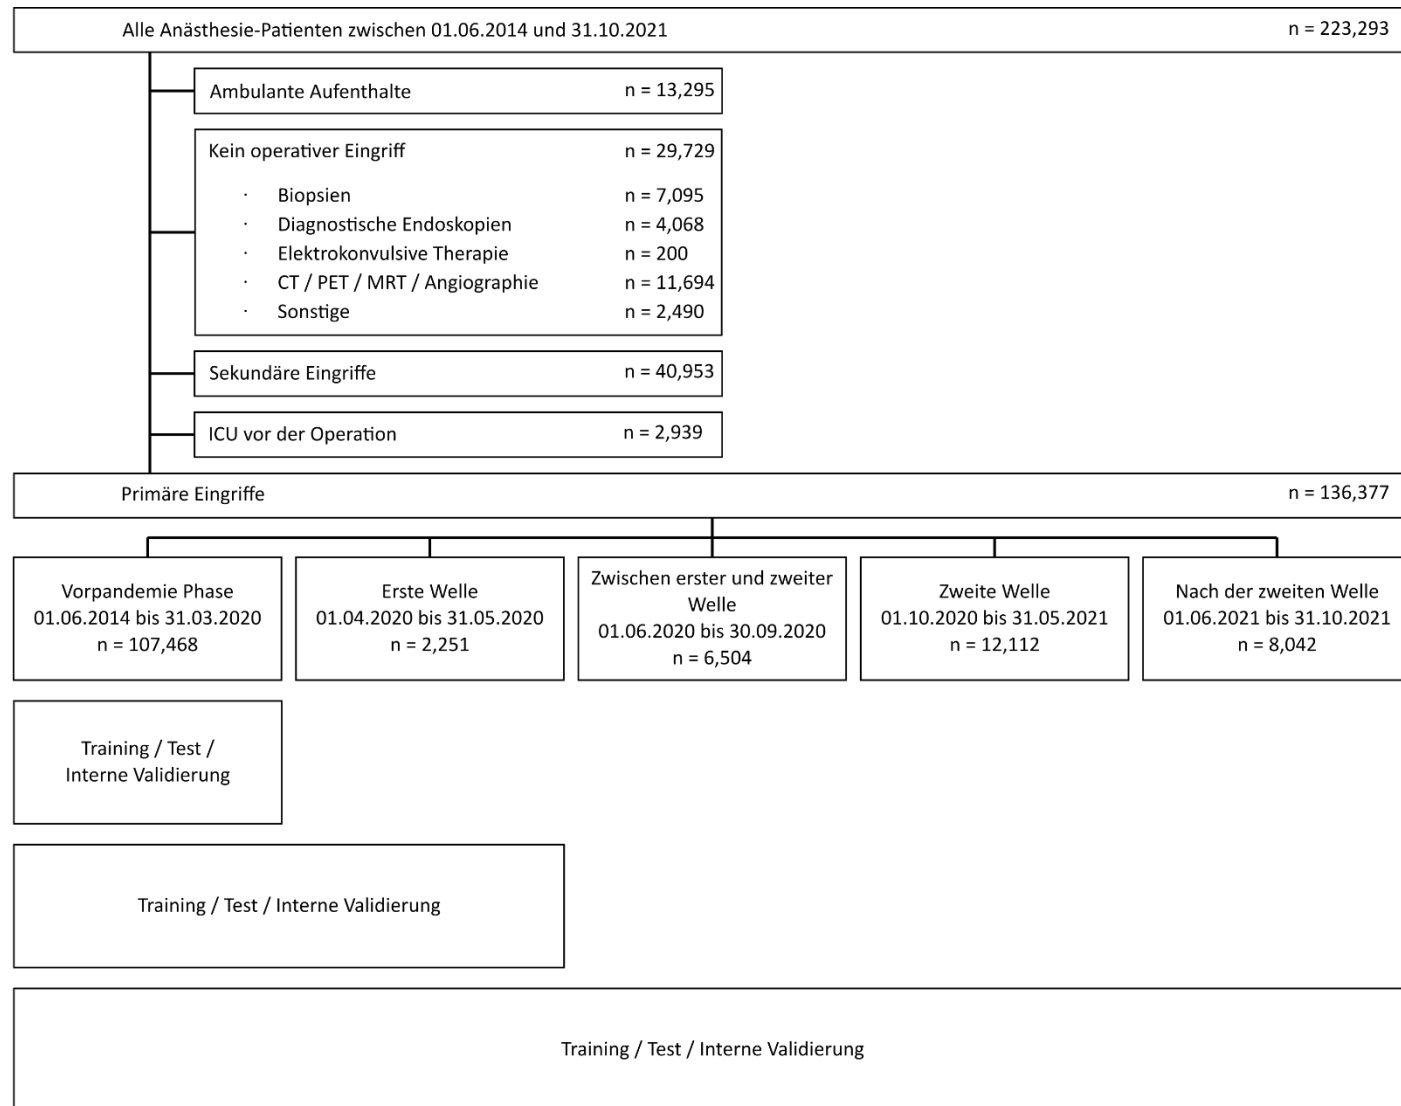 Alle Anästhesie-Patienten zwischen 01.06.2014 und 31.10.2021 n = 223,293
Ambulante Aufenthalte n = 13,295
Kein operativer Eingriff n = 29,729
· Biopsien n = 7,095
· Diagnostische Endoskopien n = 4,068
· Elektrokonvulsive Therapie n = 200
· CT / PET / MRT / Angiographie n = 11,694
· Sonstige n = 2,490
Sekundäre Eingriffe n = 40,953
ICU vor der Operation n = 2,939
Primäre Eingriffe n = 136,377
Vorpandemie Phase
01.06.2014 bis 31.03.2020
n = 107,468
Erste Welle
01.04.2020 bis 31.05.2020
n = 2,251
Zwischen erster und zweiter
Welle
01.06.2020 bis 30.09.2020
n = 6,504
Zweite Welle
01.10.2020 bis 31.05.2021
n = 12,112
Nach der zweiten Welle
01.06.2021 bis 31.10.2021
n = 8,042
Training / Test /
Interne Validierung
Training / Test / Interne Validierung
Training / Test / Interne Validierung